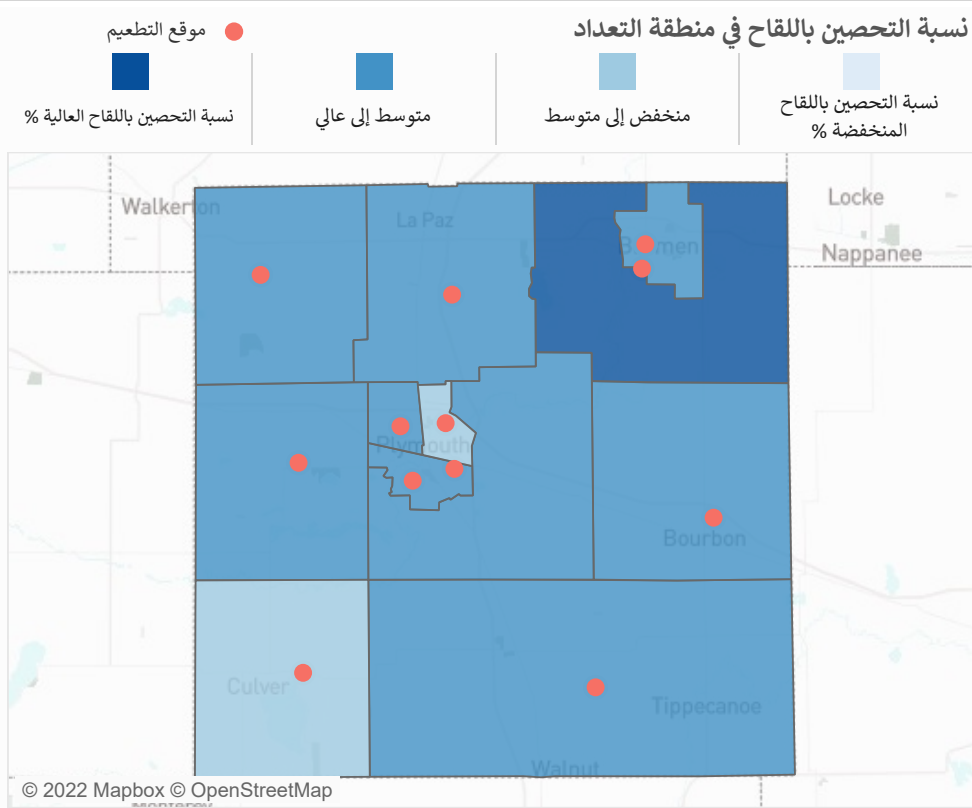 نسبة التحصين باللقاح في منطقة التعداد
موقع التطعيم
نسبة التحصين باللقاح
المنخفضة %
منخفض إلى متوسط
متوسط إلى عالي
نسبة التحصين باللقاح العالية %
Walkerton
La Paz
Locke
Nappanee
Plymouth
Bourbon
Culver
Tippecanoe
Walnut
© 2022 Mapbox © OpenStreetMap